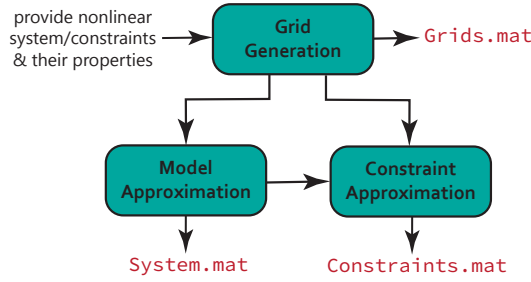 provide nonlinear
system/constraints
& their properties
Grid
Generation
Grids.mat
Model
Approximation
Constraint
Approximation
System.mat
Constraints.mat